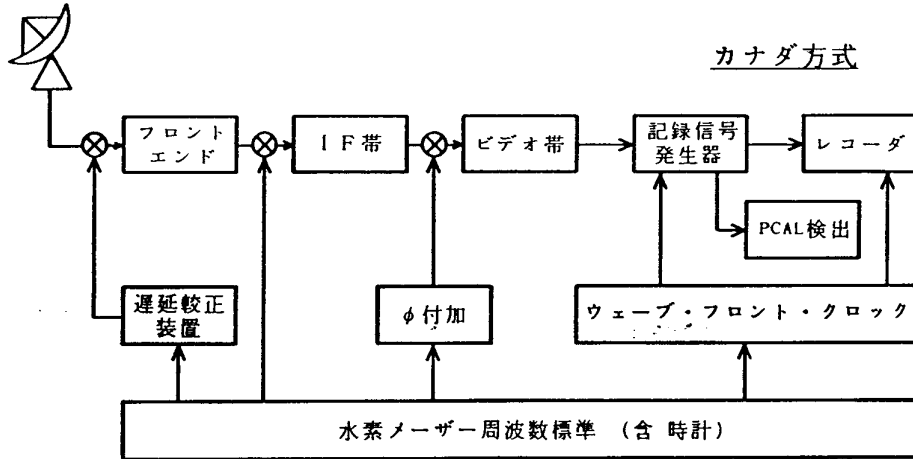 カナダ方式
フロント
エンド
IF帯
ビデオ帯
記録信号
発生器
レコーダ
PCAL検出
遅延較正
装置
φ付加
ウェーブ・フロント・クロック
水素メーザー周波数標準 (含 時計)